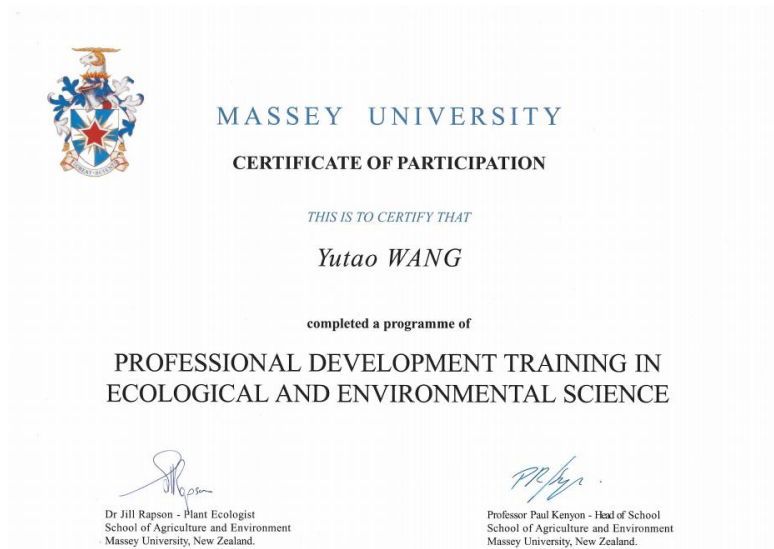 MASSEY UNIVERSITY
CERTIFICATE OF PARTICIPATION
THIS IS TO CERTIFY THAT
Yutao WANG
completed a programme of
PROFESSIONAL DEVELOPMENT TRAINING IN
ECOLOGICAL AND ENVIRONMENTAL SCIENCE
Dr Jill Rapson - Plant Ecologist
School of Agriculture and Environment
Massey University, New Zealand.
Professor Paul Kenyon - Head of School
School of Agriculture and Environment
Massey University, New Zealand.